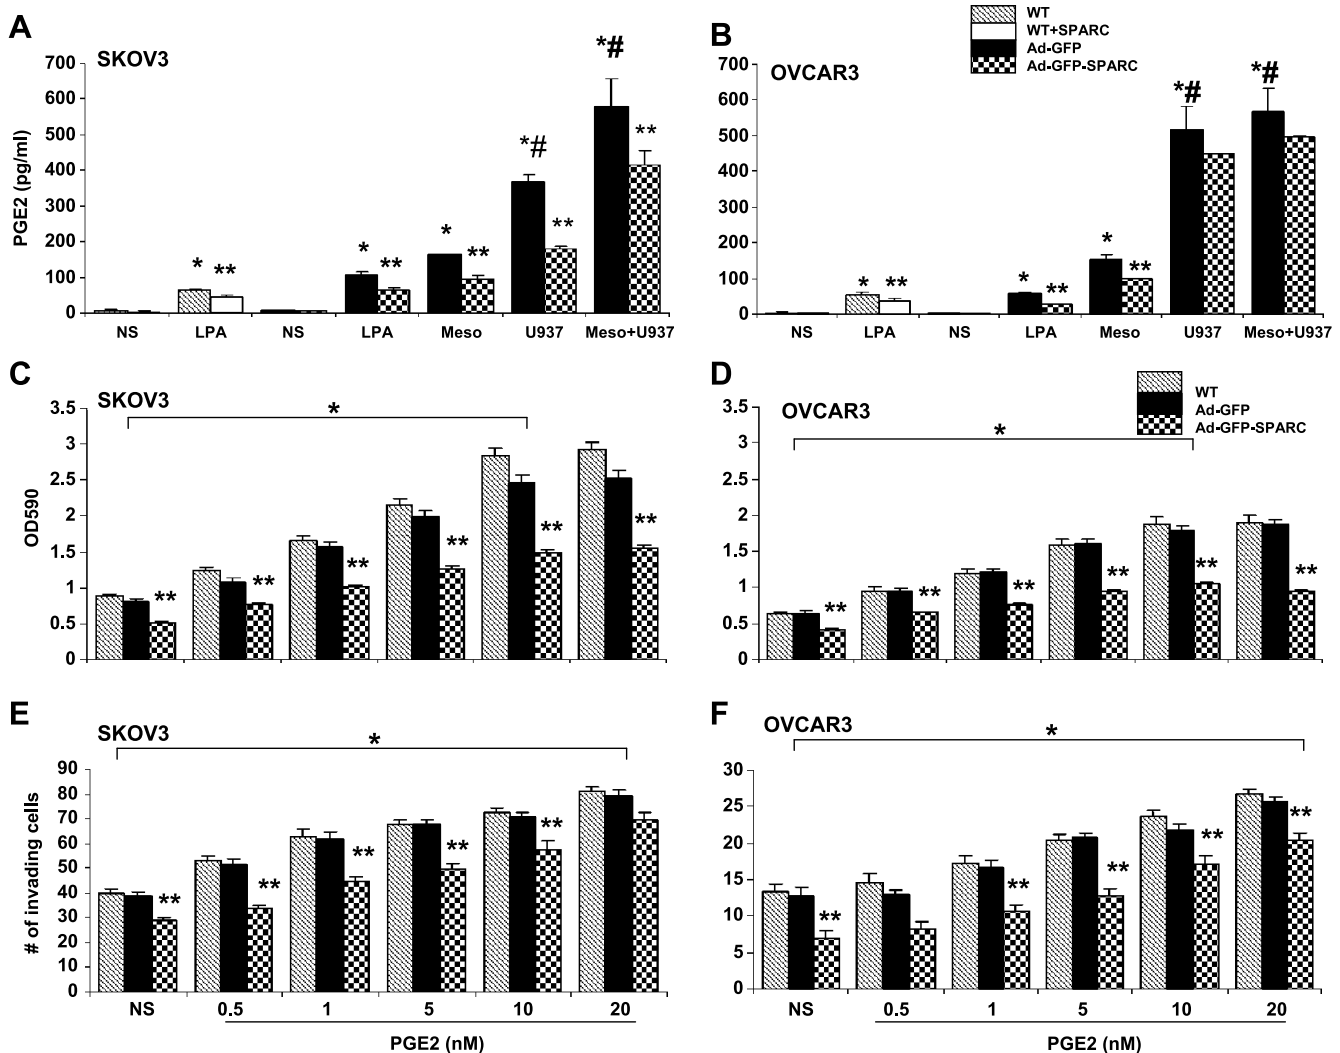 A
SKOV3
PGE2 (pg/ml)
700
600
500
400
300
200
100
0
* ** * ** * ** *# ** *# **
NS LPA NS LPA Meso U937 Meso+U937
B
OVCAR3
WT
WT+SPARC
Ad-GFP
Ad-GFP-SPARC
700
600
500
400
300
200
100
0
* ** * ** * ** *# *#
NS LPA NS LPA Meso U937 Meso+U937
C
SKOV3
*
OD590
3.5
3
2.5
2
1.5
1
0.5
0
** ** ** ** ** **
D
OVCAR3
WT
Ad-GFP
Ad-GFP-SPARC
*
3.5
3
2.5
2
1.5
1
0.5
0
** ** ** ** ** **
E
SKOV3
*
# of invading cells
90
80
70
60
50
40
30
20
10
0
** ** ** ** **
NS 0.5 1 5 10 20
PGE2 (nM)
F
OVCAR3
*
30
25
20
15
10
5
0
** ** ** ** **
NS 0.5 1 5 10 20
PGE2 (nM)